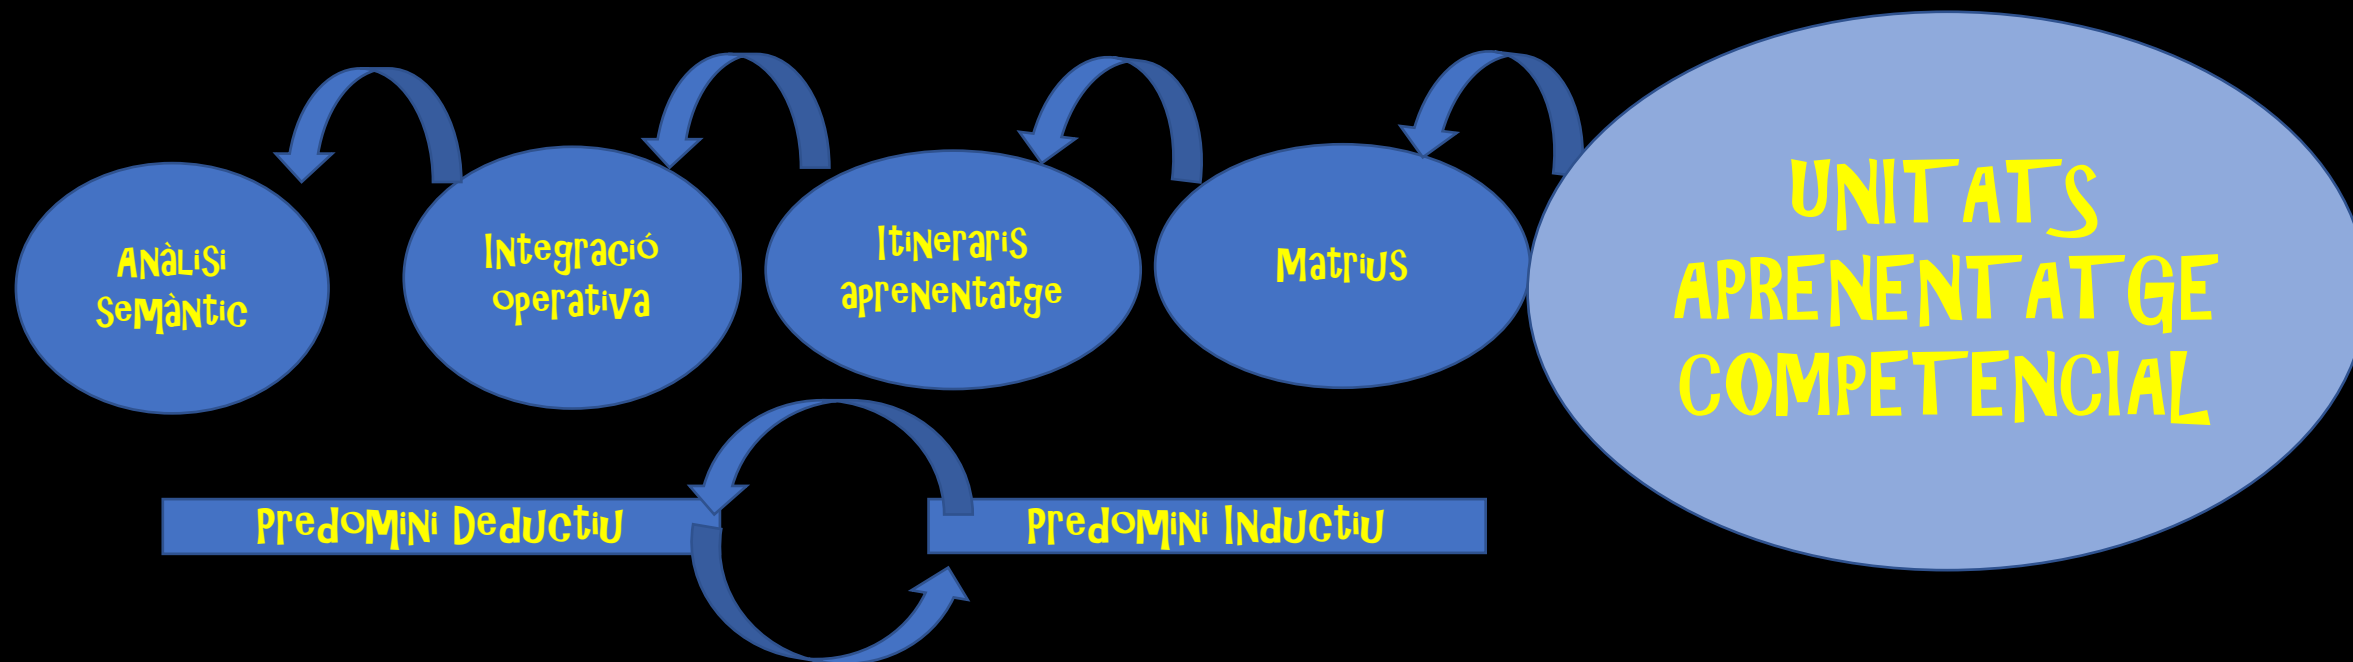 Anàlisi
semàntic
Integració
operativa
Itineraris
aprenentatge
Matrius
UNITATS
APRENENTATGE
COMPETENCIAL
Predomini Deductiu
Predomini Inductiu